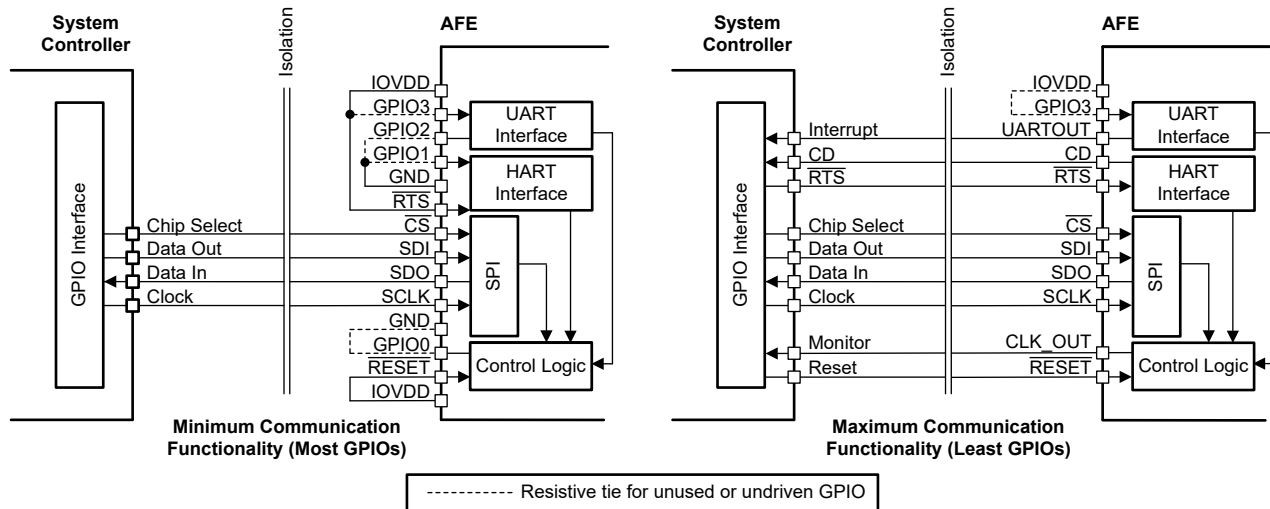 System
Controller
AFE
Isolation
IOVDD
GPIO3
GPIO2
GPIO1
GND
RTS
CS
SDI
SDO
SCLK
GND
GPIO0
RESET
IOVDD
Chip Select
Data Out
Data In
Clock
GPIO Interface
UART
Interface
HART
Interface
SPI
Control Logic
Minimum Communication
Functionality (Most GPIOs)
System
Controller
AFE
Isolation
IOVDD
GPIO3
Interrupt
UARTOUT
CD
CD
RTS
RTS
Chip Select
CS
Data Out
SDI
Data In
SDO
Clock
SCLK
Monitor
CLK_OUT
Reset
RESET
GPIO Interface
UART
Interface
HART
Interface
SPI
Control Logic
Maximum Communication
Functionality (Least GPIOs)
Resistive tie for unused or undriven GPIO